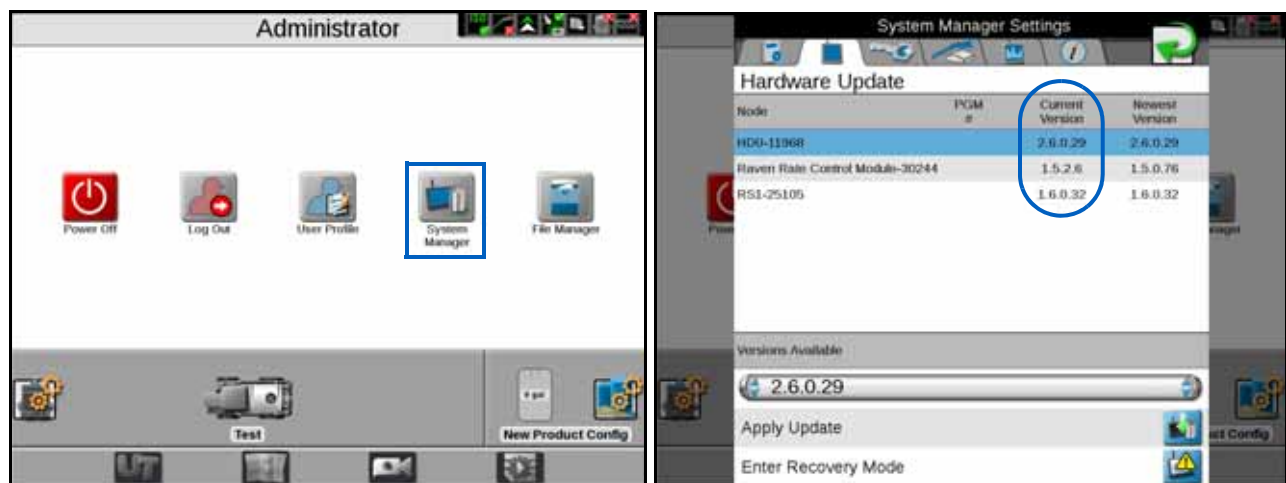 Administrator
Power Off
Log Out
User Profile
System
Manager
File Manager
Test
New Product Config
UT
System Manager Settings
Hardware Update
Node
PGM
#
Current
Version
Newest
Version
HD0-11968
2.6.0.29
2.6.0.29
Raven Rate Control Module-30244
1.5.2.6
1.5.0.76
RS1-25105
1.6.0.32
1.6.0.32
Versions Available
2.6.0.29
Apply Update
Enter Recovery Mode